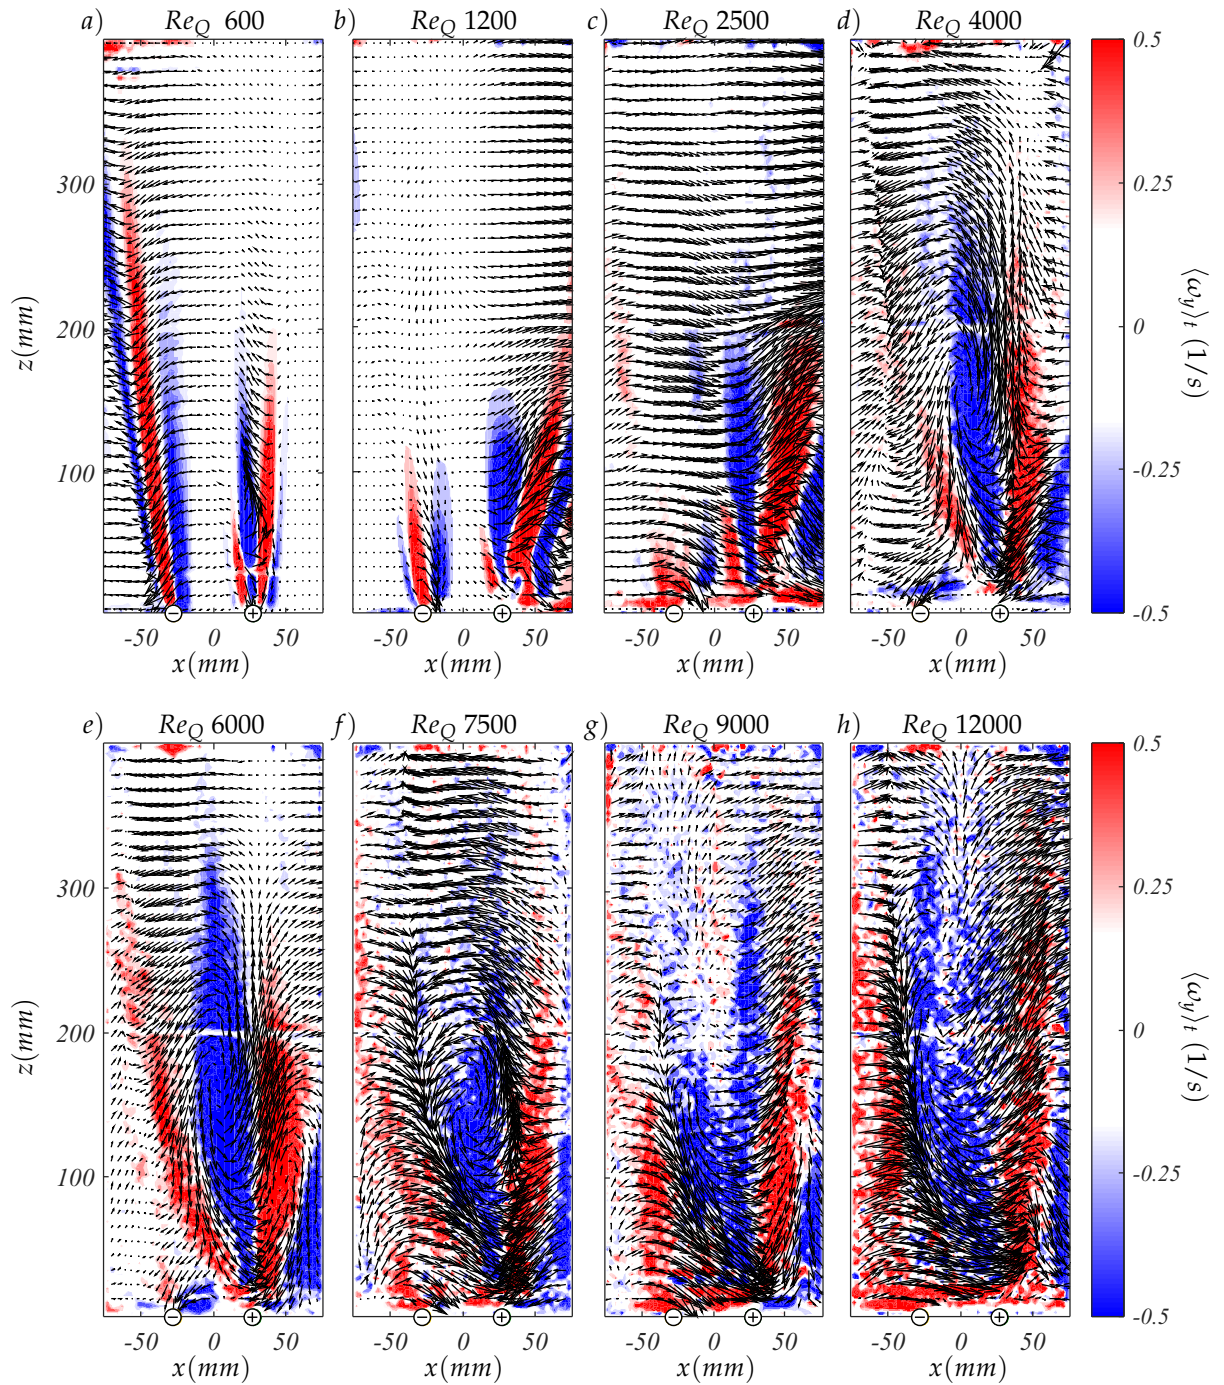 a) Re_Q 600 b) Re_Q 1200 c) Re_Q 2500 d) Re_Q 4000
0.5
300
0.25
z(mm)
200
0
⟨ω_y⟩_t (1/s)
100
-0.25
-0.5
− + − + − + − +
-50 0 50 -50 0 50 -50 0 50 -50 0 50
x(mm) x(mm) x(mm) x(mm)
e) Re_Q 6000 f) Re_Q 7500 g) Re_Q 9000 h) Re_Q 12000
0.5
300
0.25
z(mm)
200
0
⟨ω_y⟩_t (1/s)
100
-0.25
-0.5
− + − + − + − +
-50 0 50 -50 0 50 -50 0 50 -50 0 50
x(mm) x(mm) x(mm) x(mm)